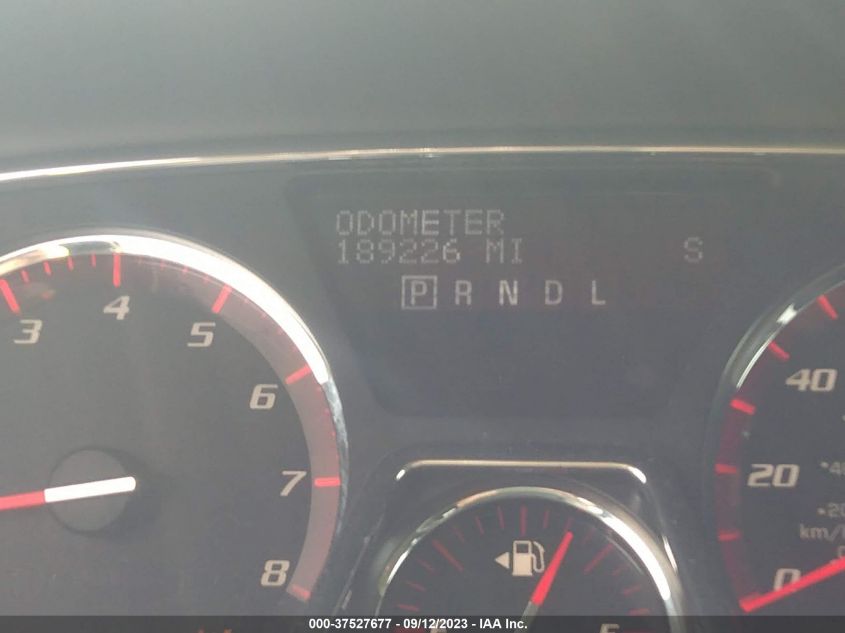 ODOMETER
189226 MI S
P R N D L
3 4 5 6 7 8
40
20
0
km/
000-37527677 - 09/12/2023 - IAA Inc.